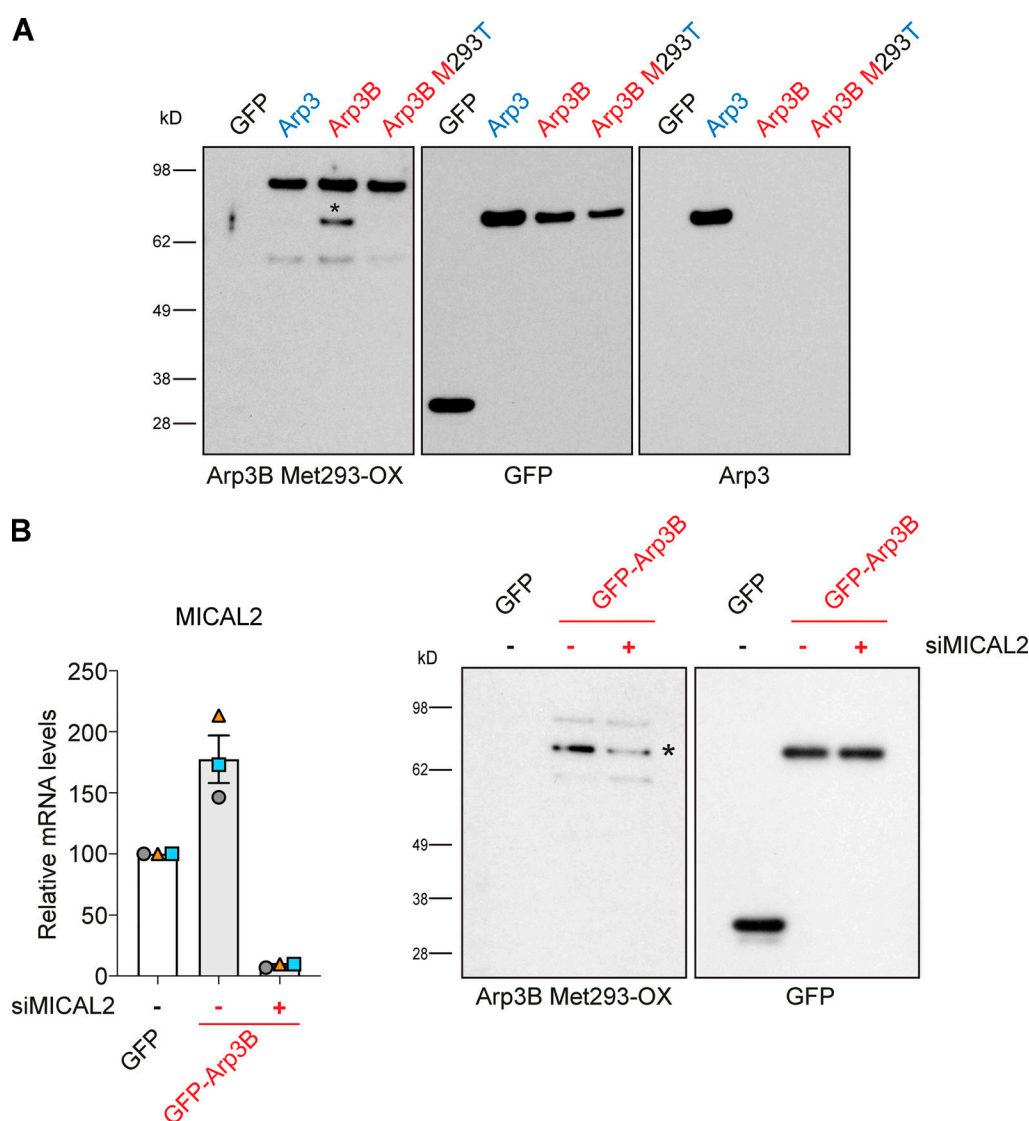 A
kD
GFP
Arp3
Arp3B
Arp3B M293T
GFP
Arp3
Arp3B
Arp3B M293T
GFP
Arp3
Arp3B
Arp3B M293T
98
62
49
38
28
*
Arp3B Met293-OX
GFP
Arp3
B
MICAL2
Relative mRNA levels
250
200
150
100
50
0
siMICAL2 - - +
GFP
GFP-Arp3B
GFP
GFP-Arp3B
GFP
GFP-Arp3B
- - + - - + siMICAL2
kD
98
62
49
38
28
*
Arp3B Met293-OX
GFP